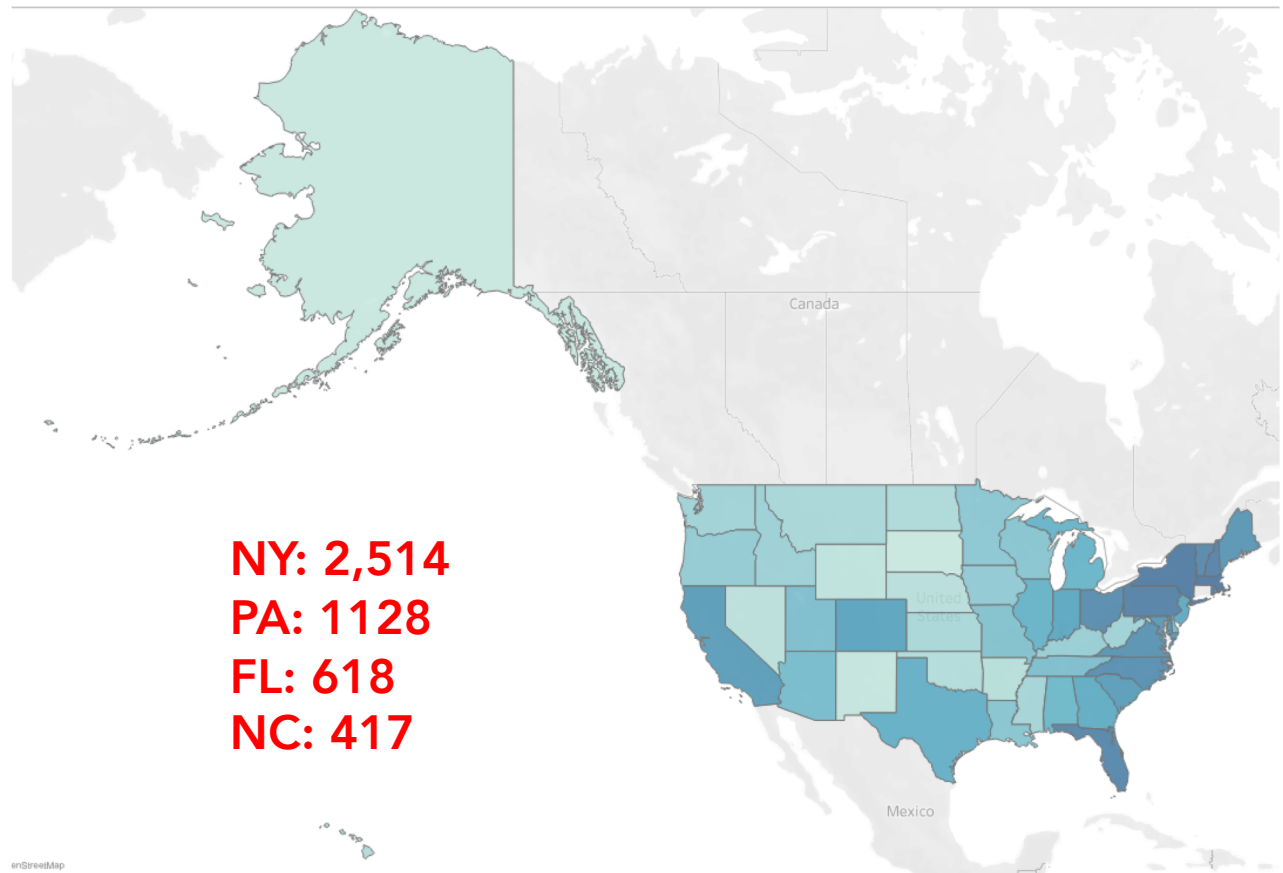 Canada
United
States
NY: 2,514
PA: 1128
FL: 618
NC: 417
Mexico
enStreetMap